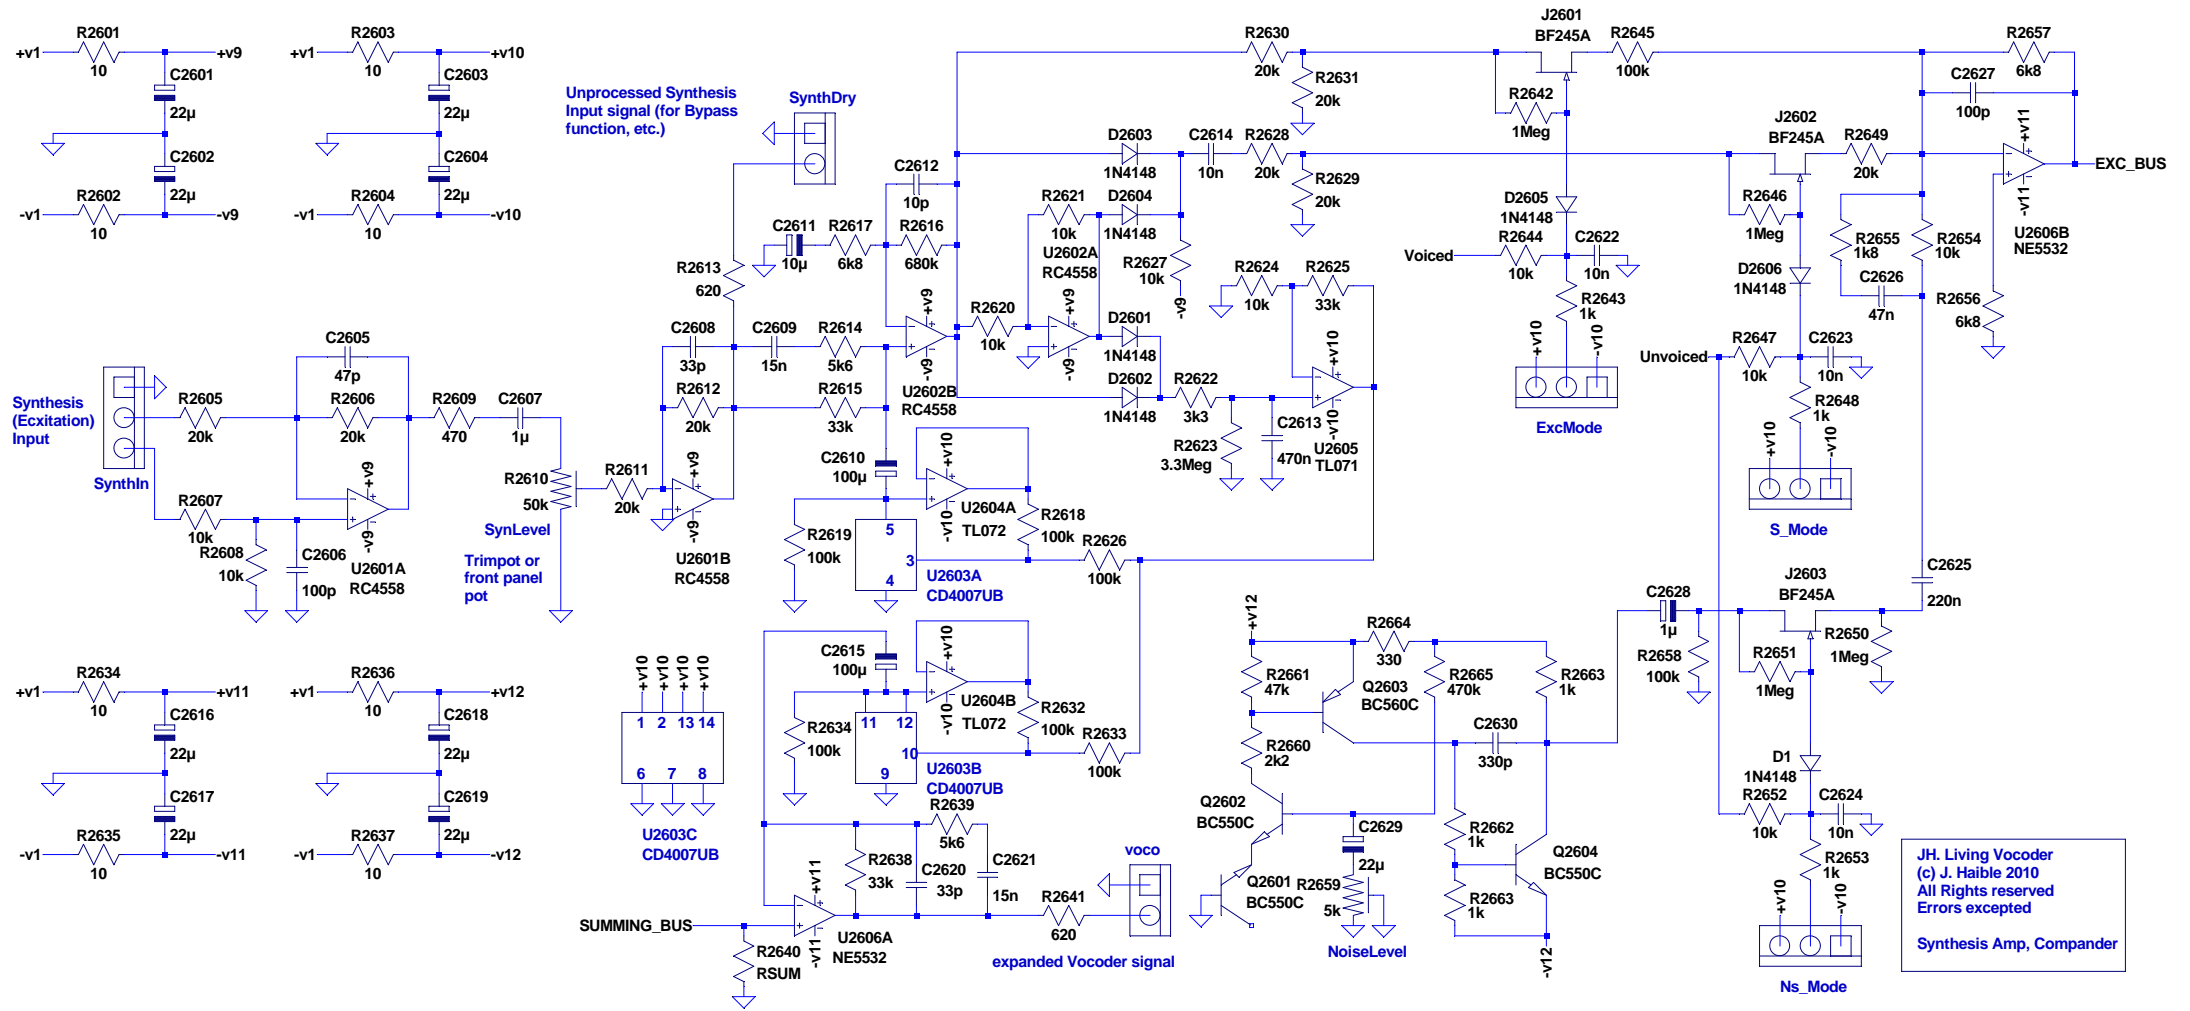 R2601
+v1
+v9
10
C2601
22µ
C2602
22µ
R2602
-v1
-v9
10
R2603
+v1
+v10
10
C2603
22µ
C2604
22µ
R2604
-v1
-v10
10
Unprocessed Synthesis
Input signal (for Bypass
function, etc.)
SynthDry
Synthesis
(Ecxitation)
Input
SynthIn
R2605
20k
C2605
47p
R2606
20k
R2607
10k
R2608
10k
C2606
100p
+v9
-v9
U2601A
RC4558
R2609
470
C2607
1µ
R2610
50k
SynLevel
Trimpot or
front panel
pot
R2611
20k
C2608
33p
R2612
20k
+v9
-v9
U2601B
RC4558
R2613
620
C2609
15n
R2614
5k6
R2615
33k
C2611
10µ
R2617
6k8
R2616
680k
C2612
10p
+v9
-v9
U2602B
RC4558
R2620
10k
R2621
10k
U2602A
RC4558
+v9
-v9
D2603
1N4148
D2604
1N4148
D2601
1N4148
D2602
1N4148
R2627
10k
-v9
C2614
10n
R2628
20k
R2629
20k
R2630
20k
R2631
20k
R2622
3k3
R2623
3.3Meg
C2613
470n
R2624
10k
R2625
33k
+v10
-v10
U2605
TL071
C2610
100µ
R2619
100k
+v10
-v10
U2604A
TL072
R2618
100k
R2626
100k
5
3
4
U2603A
CD4007UB
C2615
100µ
R2634
100k
+v10
-v10
U2604B
TL072
R2632
100k
R2633
100k
11
12
10
9
U2603B
CD4007UB
+v10
+v10
+v10
+v10
1
2
13
14
6
7
8
U2603C
CD4007UB
R2634
+v1
+v11
10
C2616
22µ
C2617
22µ
R2635
-v1
-v11
10
R2636
+v1
+v12
10
C2618
22µ
C2619
22µ
R2637
-v1
-v12
10
SUMMING_BUS
R2640
RSUM
+v11
-v11
U2606A
NE5532
R2638
33k
C2620
33p
R2639
5k6
C2621
15n
R2641
620
voco
expanded Vocoder signal
J2601
BF245A
R2642
1Meg
R2645
100k
D2605
1N4148
Voiced
R2644
10k
C2622
10n
R2643
1k
+v10
-v10
ExcMode
J2602
BF245A
R2646
1Meg
R2649
20k
D2606
1N4148
Unvoiced
R2647
10k
C2623
10n
R2648
1k
+v10
-v10
S_Mode
R2657
6k8
C2627
100p
+v11
-v11
EXC_BUS
U2606B
NE5532
R2655
1k8
C2626
47n
R2654
10k
R2656
6k8
C2625
220n
J2603
BF245A
C2628
1µ
R2658
100k
R2651
1Meg
R2650
1Meg
D1
1N4148
R2652
10k
C2624
10n
R2653
1k
+v10
-v10
Ns_Mode
+v12
R2661
47k
R2660
2k2
Q2603
BC560C
R2664
330
R2665
470k
R2663
1k
C2630
330p
Q2602
BC550C
Q2601
BC550C
C2629
22µ
R2659
5k
NoiseLevel
R2662
1k
R2663
1k
Q2604
BC550C
-v12
JH. Living Vocoder
(c) J. Haible 2010
All Rights reserved
Errors excepted
Synthesis Amp, Compander